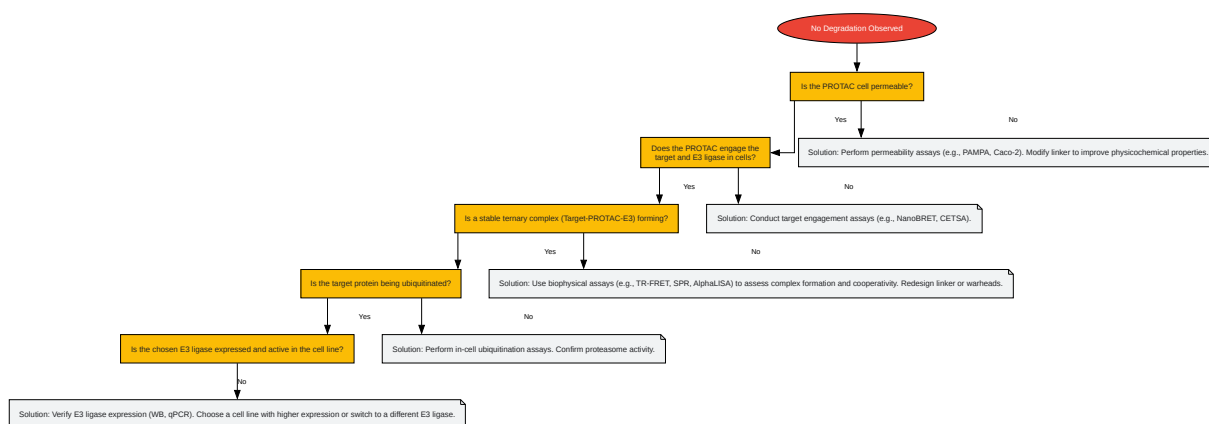 No Degradation Observed
Is the PROTAC cell permeable?
Yes
No
Does the PROTAC engage the
target and E3 ligase in cells?
Solution: Perform permeability assays (e.g., PAMPA, Caco-2). Modify linker to improve physicochemical properties.
Yes
No
Is a stable ternary complex (Target-PROTAC-E3) forming?
Solution: Conduct target engagement assays (e.g., NanoBRET, CETSA).
Yes
No
Is the target protein being ubiquitinated?
Solution: Use biophysical assays (e.g., TR-FRET, SPR, AlphaLISA) to assess complex formation and cooperativity. Redesign linker or warheads.
Yes
No
Is the chosen E3 ligase expressed and active in the cell line?
Solution: Perform in-cell ubiquitination assays. Confirm proteasome activity.
No
Solution: Verify E3 ligase expression (WB, qPCR). Choose a cell line with higher expression or switch to a different E3 ligase.